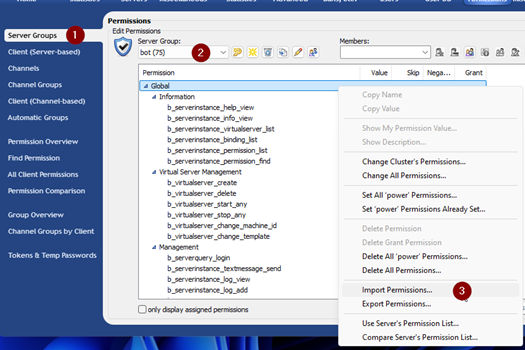 Permissions
Server Groups
1
Client (Server-based)
Channels
Channel Groups
Client (Channel-based)
Automatic Groups
Permission Overview
Find Permission
All Client Permissions
Permission Comparison
Group Overview
Channel Groups by Client
Tokens & Temp Passwords
Edit Permissions
Server Group:
bot (75)
2
Members:
Permission Value Skip Nega... Grant
Global
Information
b_serverinstance_help_view
b_serverinstance_info_view
b_serverinstance_virtualserver_list
b_serverinstance_binding_list
b_serverinstance_permission_list
b_serverinstance_permission_find
Virtual Server Management
b_virtualserver_create
b_virtualserver_delete
b_virtualserver_start_any
b_virtualserver_stop_any
b_virtualserver_change_machine_id
b_virtualserver_change_template
Management
b_serverquery_login
b_serverinstance_textmessage_send
b_serverinstance_log_view
b_serverinstance_log_add
only display assigned permissions
Copy Name
Copy Value
Show My Permission Value...
Show Description...
Change Cluster's Permissions...
Change All Permissions...
Set All 'power' Permissions...
Set 'power' Permissions Already Set...
Delete Permission
Delete Grant Permission
Delete All 'power' Permissions...
Delete All Permissions...
Import Permissions...
3
Export Permissions...
Use Server's Permission List...
Compare Server's Permission List...